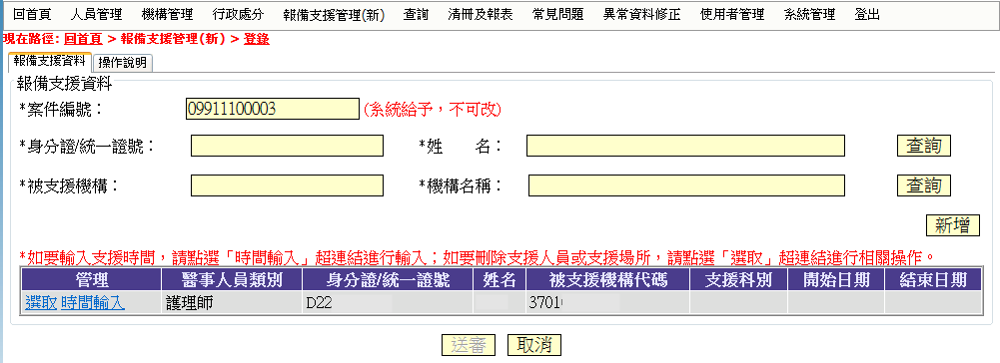 回首頁 人員管理 機構管理 行政處分 報備支援管理(新) 查詢 清冊及報表 常見問題 異常資料修正 使用者管理 系統管理 登出
現在路徑: 回首頁 > 報備支援管理(新) > 登錄
報備支援資料 操作說明
報備支援資料
*案件編號： 09911100003 (系統給予，不可改)
*身分證/統一證號： *姓 名： 查詢
*被支援機構： *機構名稱： 查詢
新增
*如要輸入支援時間，請點選「時間輸入」超連結進行輸入；如要刪除支援人員或支援場所，請點選「選取」超連結進行相關操作。
管理 醫事人員類別 身分證/統一證號 姓名 被支援機構代碼 支援科別 開始日期 結束日期
選取 時間輸入 護理師 D22 3701
送審 取消